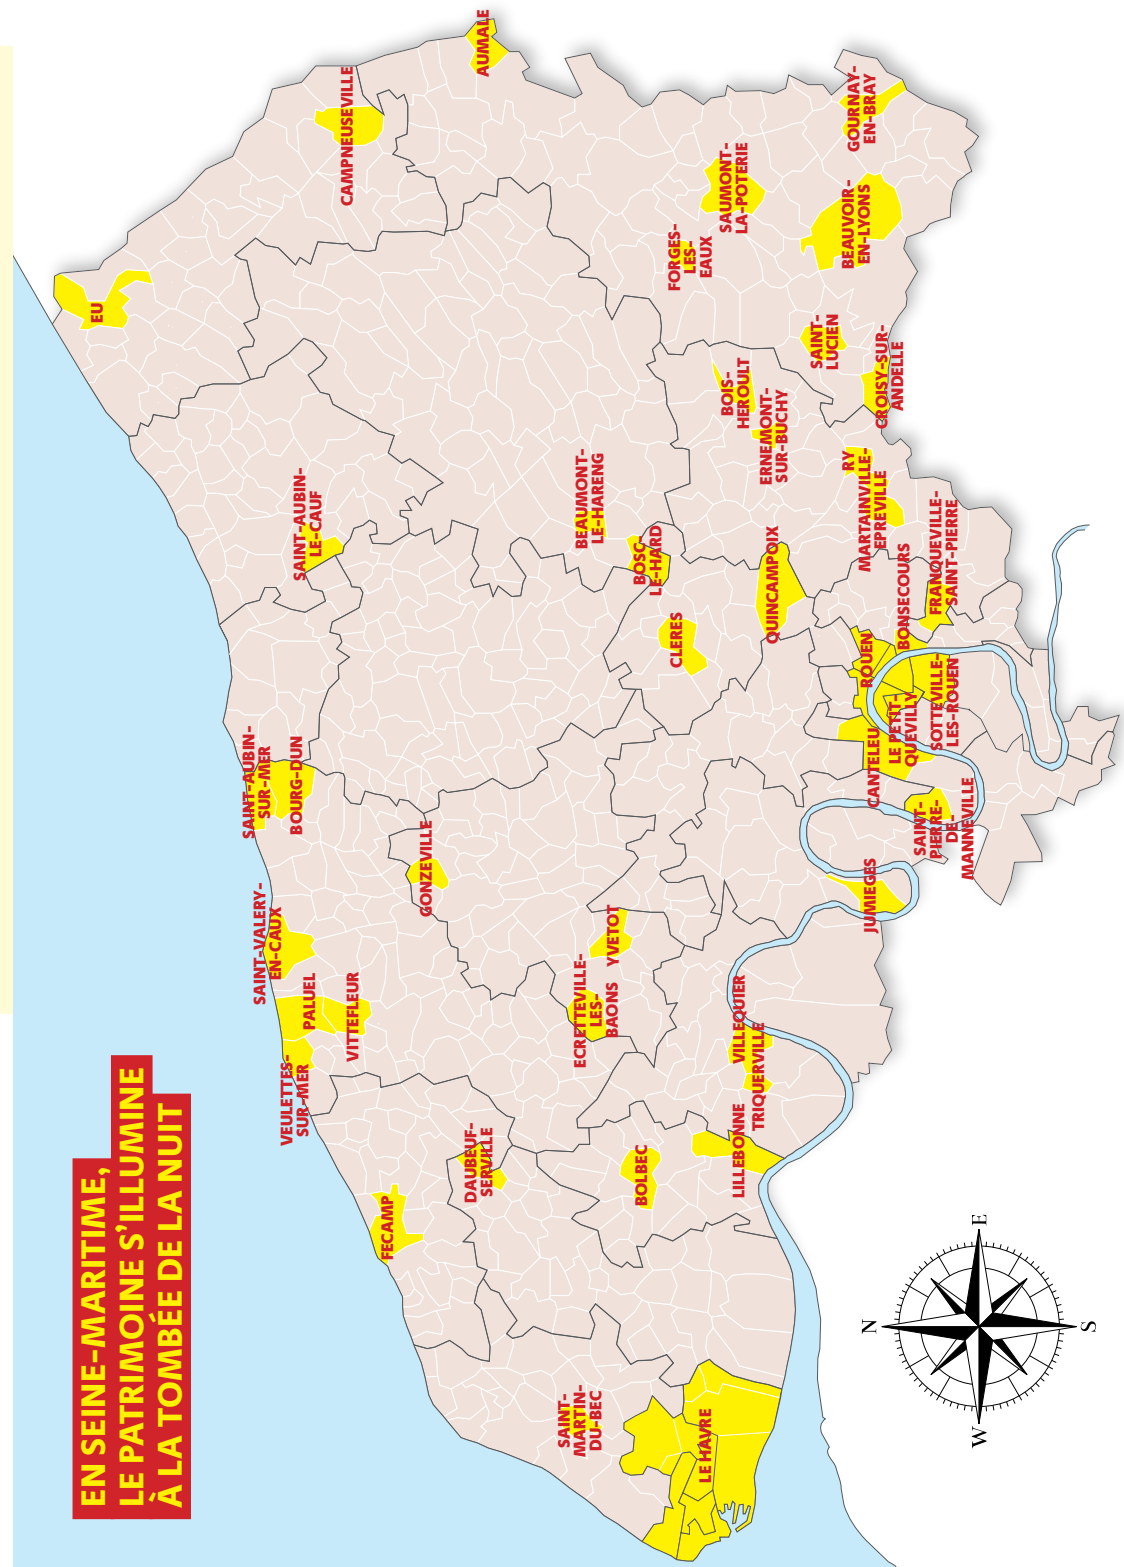 EN SEINE-MARITIME,
LE PATRIMOINE S'ILLUMINE
À LA TOMBÉE DE LA NUIT
EU
CAMPNEUSEVILLE
AUMALE
SAINT-AUBIN-
LE-CAUF
SAINT-AUBIN-
SUR-MER
BOURG-DUN
SAINT-VALERY-
EN-CAUX
PALUEL
VITTEFLEUR
VEULETTES-
SUR-MER
GONZEVILLE
FECAMP
DAUBEUF-
SERVILLE
ECRETTEVILLE-
LES-
BAONS
YVETOT
BEAUMONT-
LE-HARENG
BOSC-
LE-HARD
CLERES
FORGES-
LES-
EAUX
SAUMONT-
LA-POTERIE
GOURNAY-
EN-BRAY
BEAUVOIR-
EN-LYONS
SAINT-
LUCIEN
CROISY-SUR-
ANDELLE
BOIS-
HEROULT
ERNEMONT-
SUR-BUCHY
RY
MARTAINVILLE-
EPREVILLE
QUINCAMPOIX
FRANQUEVILLE-
SAINT-PIERRE
BONSECOURS
ROUEN
SOTTEVILLE-
LES-ROUEN
LE PETIT-
QUEVILLY
CANTELEU
SAINT-
PIERRE-
DE-
MANNEVILLE
JUMIEGES
VILLEQUIER
TRIQUERVILLE
LILLEBONNE
BOLBEC
SAINT-
MARTIN-
DU-BEC
LE HAVRE
N
E
S
W